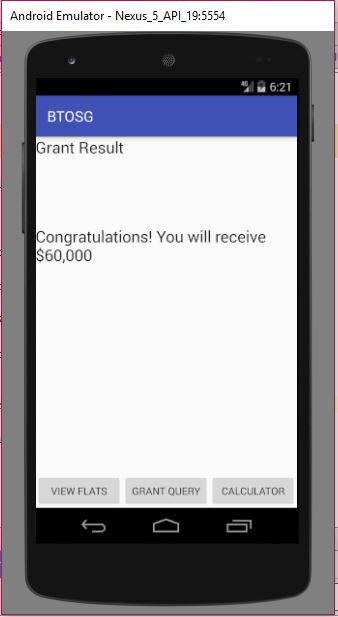 Android Emulator - Nexus_5_API_19:5554
4G 6:21
BTOSG
Grant Result
Congratulations! You will receive
$60,000
VIEW FLATS GRANT QUERY CALCULATOR